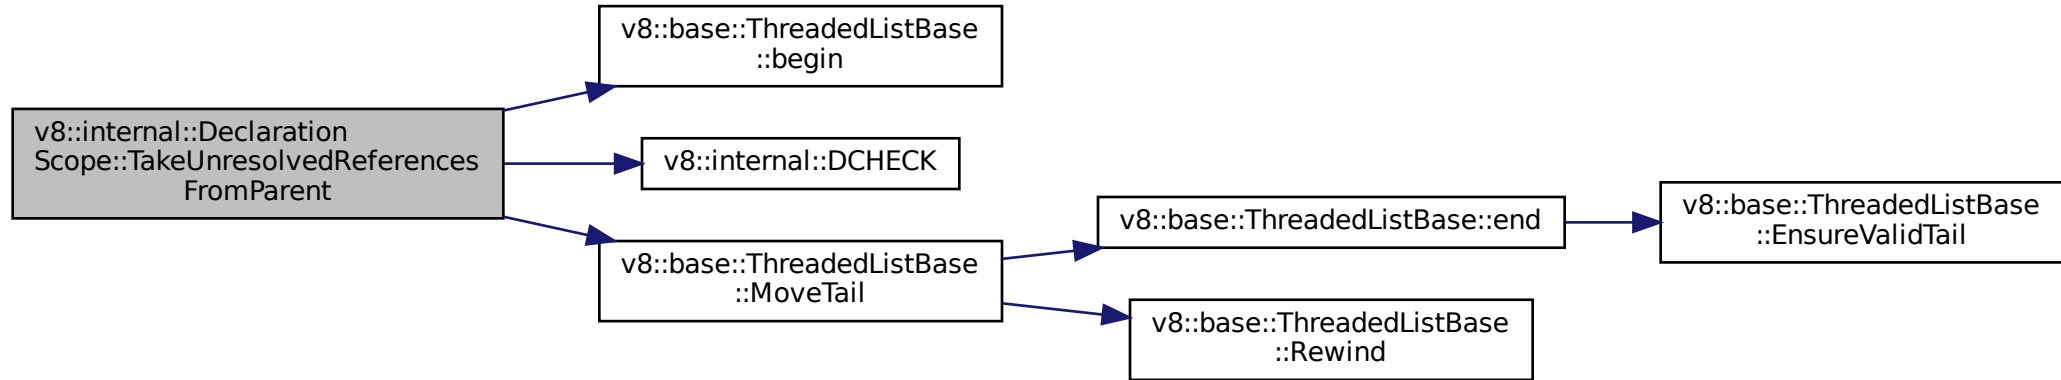 v8::internal::Declaration
Scope::TakeUnresolvedReferences
FromParent
v8::base::ThreadedListBase
::begin
v8::internal::DCHECK
v8::base::ThreadedListBase
::MoveTail
v8::base::ThreadedListBase::end
v8::base::ThreadedListBase
::Rewind
v8::base::ThreadedListBase
::EnsureValidTail